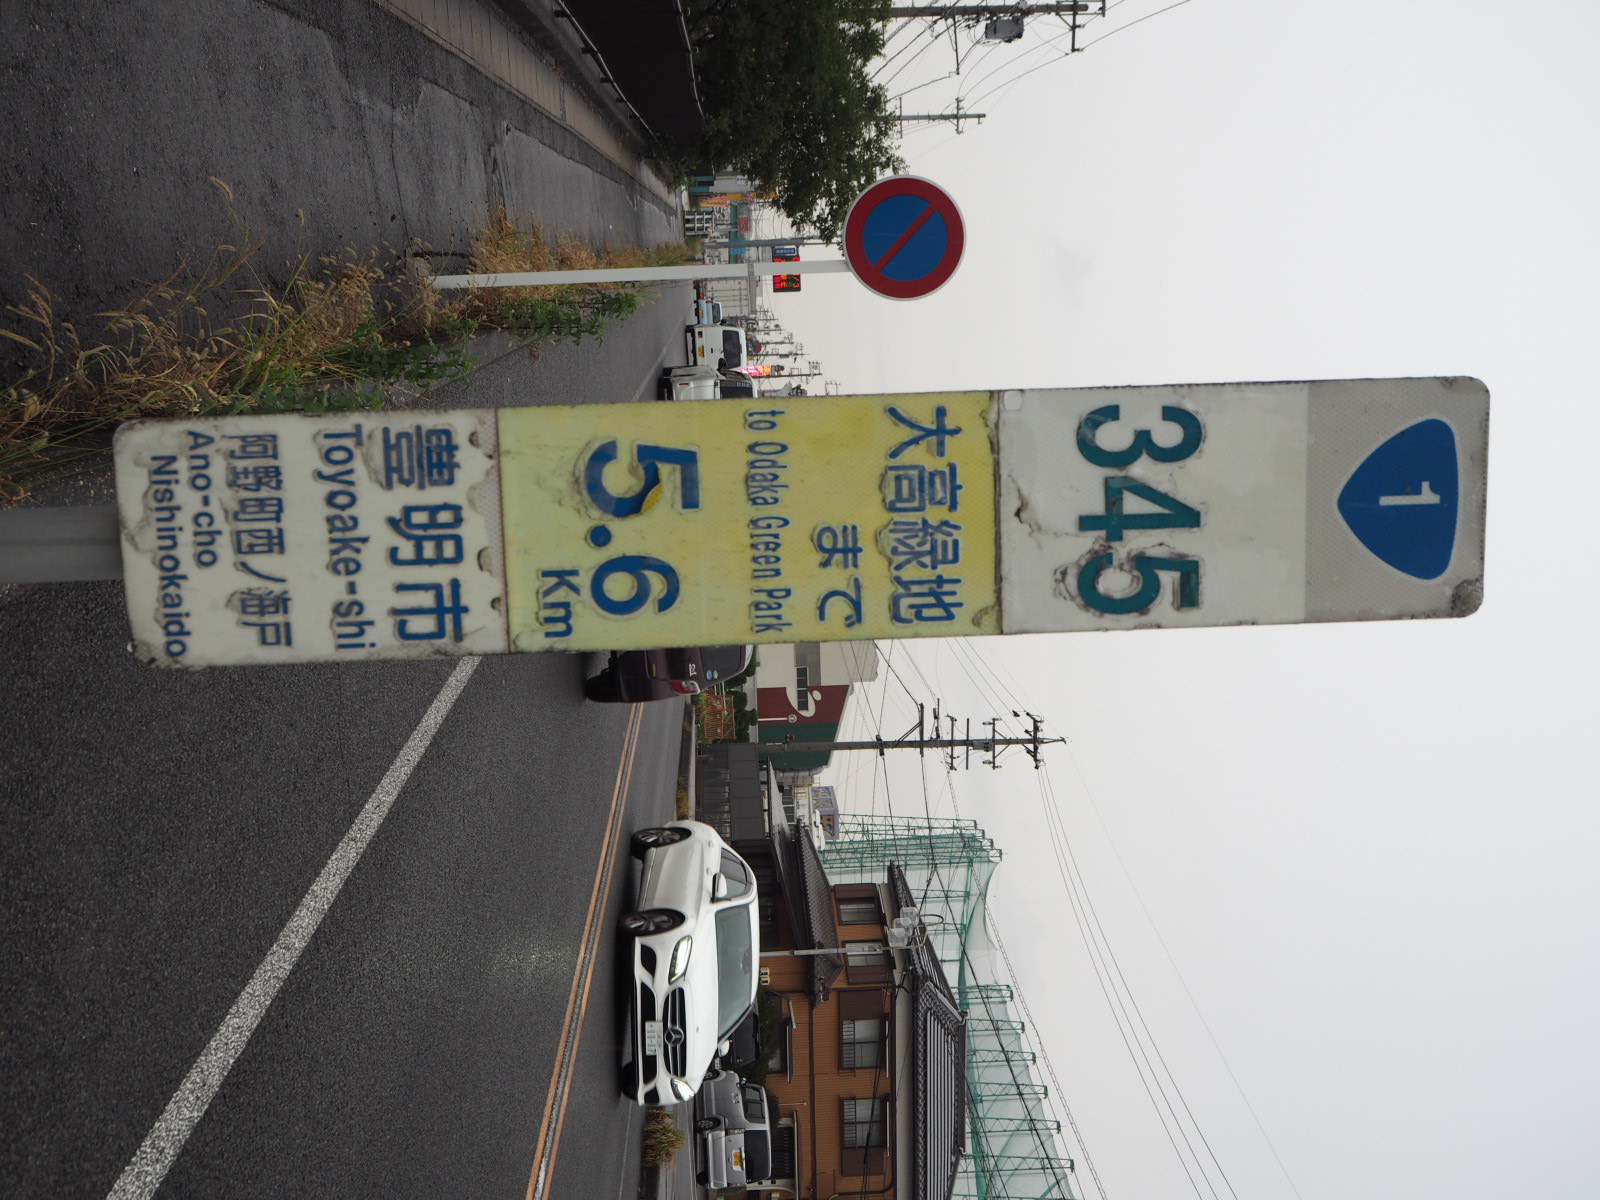 1
345
大高緑地
まで
to Odaka Green Park
5.6
Km
豊明市
Toyoake-shi
阿野町西ノ海戸
Ano-cho
Nishinokaido